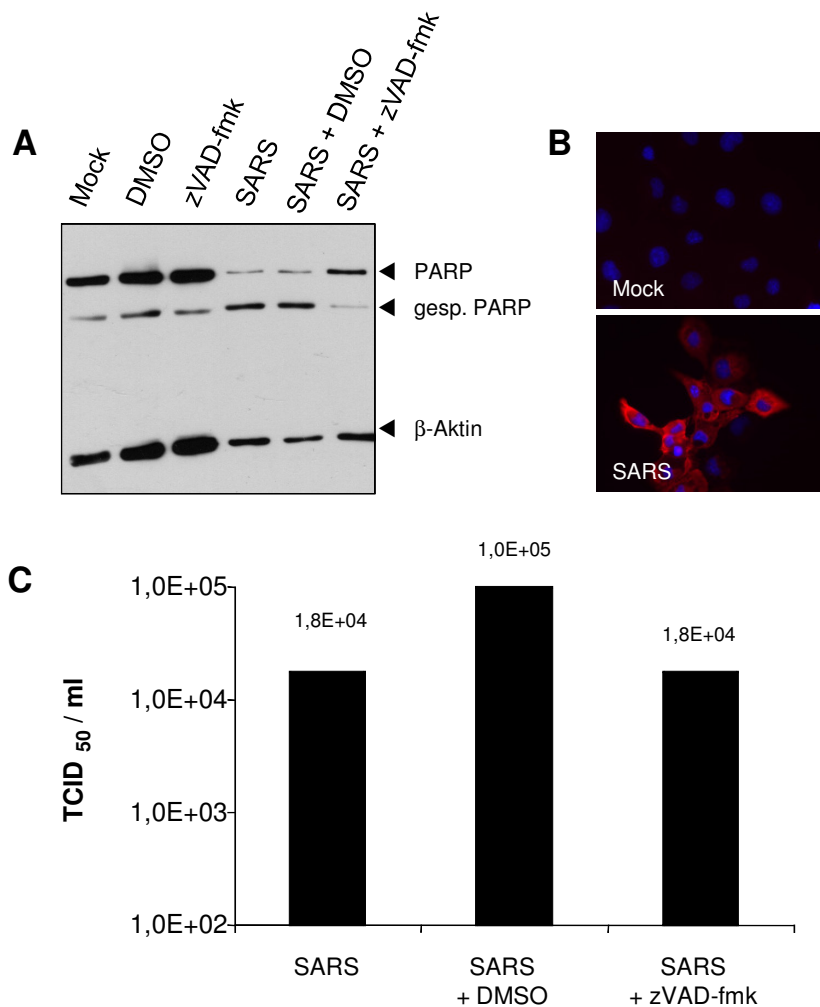 A
Mock
DMSO
zVAD-fmk
SARS
SARS + DMSO
SARS + zVAD-fmk
PARP
gesp. PARP
β-Aktin
B
Mock
SARS
C
TCID 50 / ml
1,0E+05
1,0E+04
1,0E+03
1,0E+02
1,8E+04
1,0E+05
1,8E+04
SARS
SARS
+ DMSO
SARS
+ zVAD-fmk